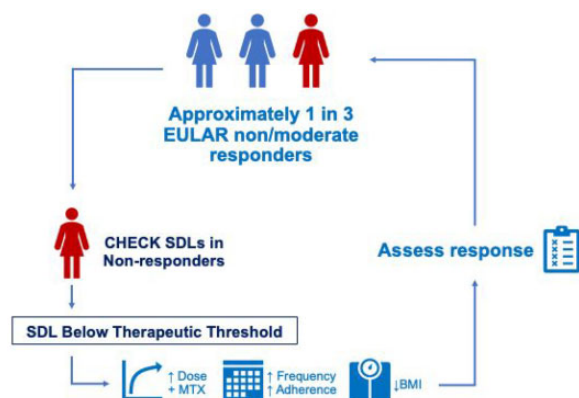 Approximately 1 in 3
EULAR non/moderate
responders
CHECK SDLs in
Non-responders
Assess response
SDL Below Therapeutic Threshold
↑ Dose
+ MTX
↑ Frequency
↑ Adherence
↓BMI